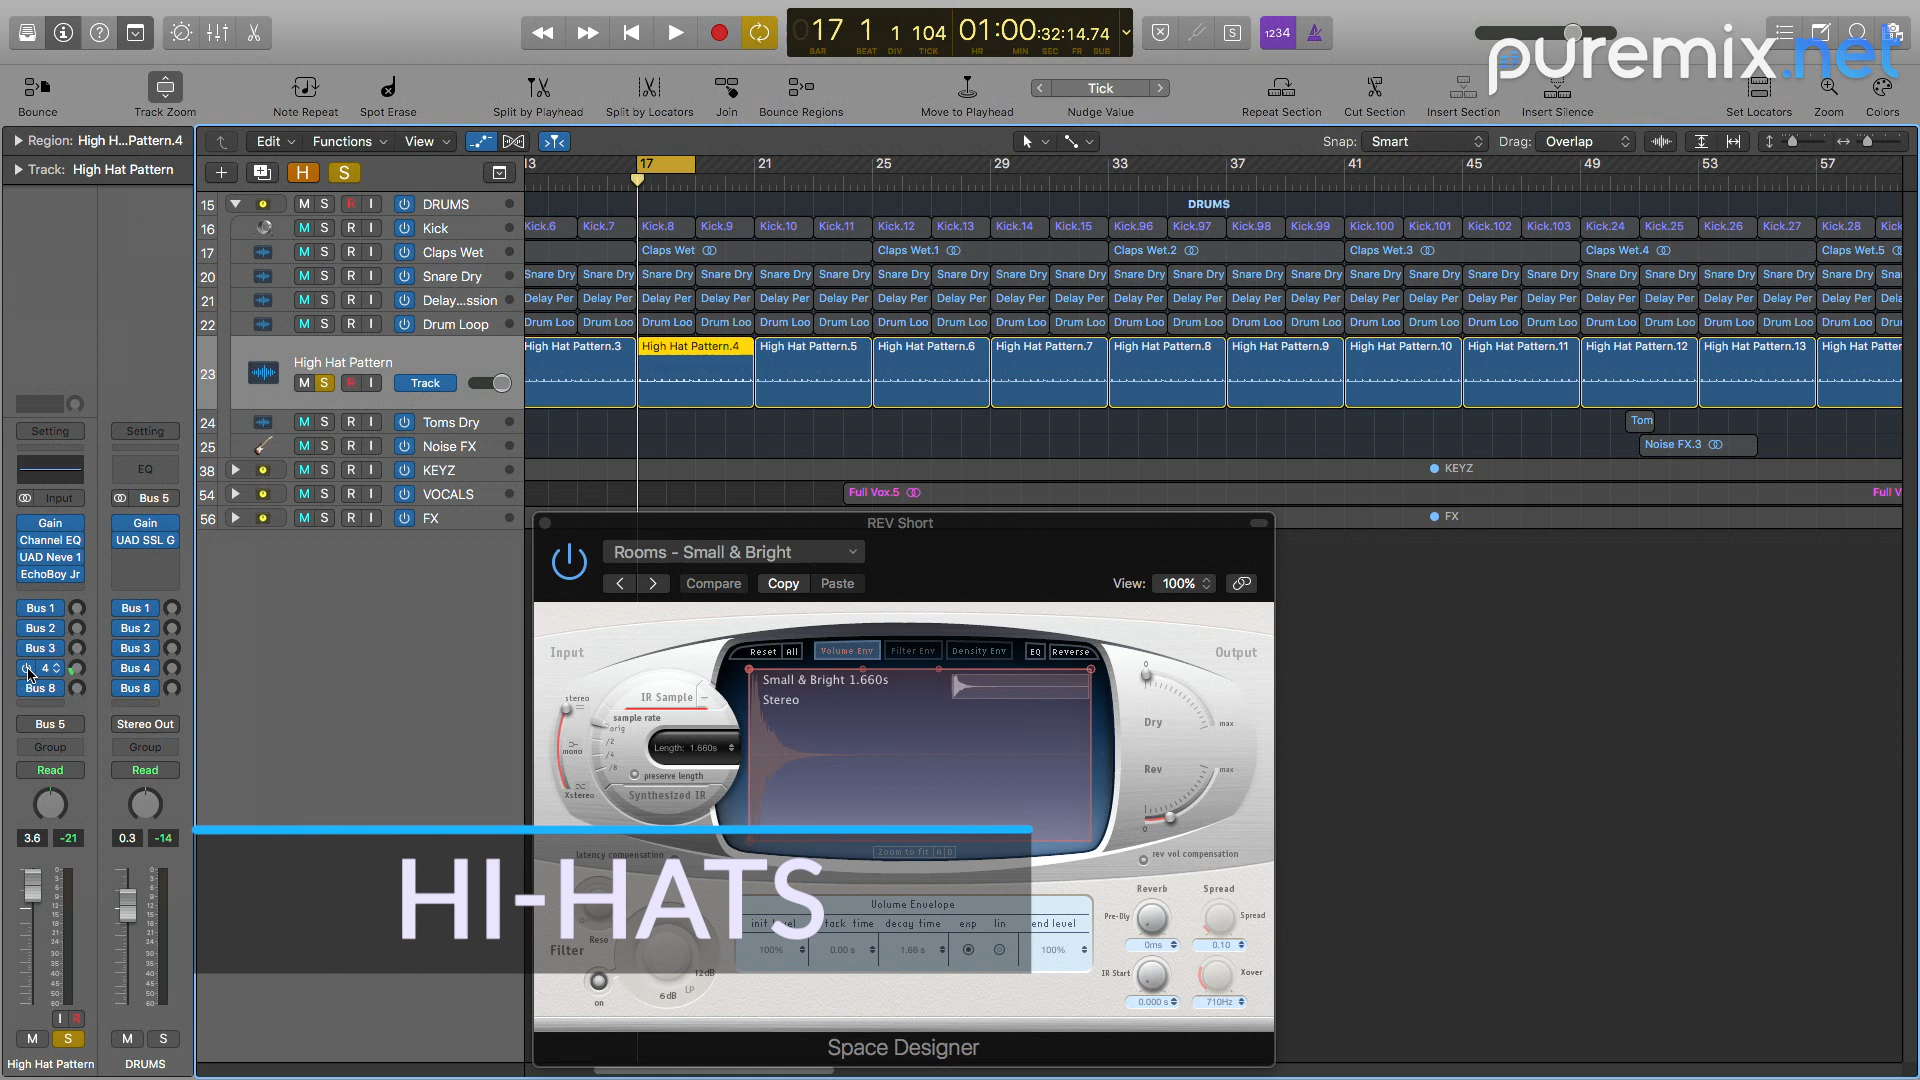 17 1 1 104 01:00:32:14.74
BAR BEAT DIV TICK HR MIN SEC FR SUB
1234
puremix.net
Bounce Track Zoom Note Repeat Spot Erase Split by Playhead Split by Locators Join Bounce Regions Move to Playhead Tick Nudge Value Repeat Section Cut Section Insert Section Insert Silence Set Locators Zoom Colors
Region: High H...Pattern.4
Edit Functions View Snap: Smart Drag: Overlap
Track: High Hat Pattern
H S
13 17 21 25 29 33 37 41 45 49 53 57
15 M S R I DRUMS DRUMS
16 M S R I Kick Kick.6 Kick.7 Kick.8 Kick.9 Kick.10 Kick.11 Kick.12 Kick.13 Kick.14 Kick.15 Kick.96 Kick.97 Kick.98 Kick.99 Kick.100 Kick.101 Kick.102 Kick.103 Kick.24 Kick.25 Kick.26 Kick.27 Kick.28 Kick
17 M S R I Claps Wet Claps Wet Claps Wet.1 Claps Wet.2 Claps Wet.3 Claps Wet.4 Claps Wet.5
20 M S R I Snare Dry Snare Dry Snare Dry Snare Dry Snare Dry Snare Dry Snare Dry Snare Dry Snare Dry Snare Dry Snare Dry Snare Dry Snare Dry Snare Dry Snare Dry Snare Dry Snare Dry Snare Dry Snare Dry Snare Dry Snare Dry Snare Dry Snare Dry Snare Dry Sna
21 M S R I Delay...ssion Delay Per Delay Per Delay Per Delay Per Delay Per Delay Per Delay Per Delay Per Delay Per Delay Per Delay Per Delay Per Delay Per Delay Per Delay Per Delay Per Delay Per Delay Per Delay Per Delay Per Delay Per Delay Per Delay Per Dela
22 M S R I Drum Loop Drum Loo Drum Loo Drum Loo Drum Loo Drum Loo Drum Loo Drum Loo Drum Loo Drum Loo Drum Loo Drum Loo Drum Loo Drum Loo Drum Loo Drum Loo Drum Loo Drum Loo Drum Loo Drum Loo Drum Loo Drum Loo Drum Loo Drum Loo Dru
High Hat Pattern.3 High Hat Pattern.4 High Hat Pattern.5 High Hat Pattern.6 High Hat Pattern.7 High Hat Pattern.8 High Hat Pattern.9 High Hat Pattern.10 High Hat Pattern.11 High Hat Pattern.12 High Hat Pattern.13 High Hat Patter
High Hat Pattern
23 M S R I Track
24 M S R I Toms Dry Tom
25 M S R I Noise FX Noise FX.3
38 M S R I KEYZ KEYZ
54 M S R I VOCALS Full Vox.5 Full V
56 M S R I FX FX
Setting Setting
EQ
Input Bus 5
Gain Gain
Channel EQ UAD SSL G
UAD Neve 1
EchoBoy Jr
Bus 1 Bus 1
Bus 2 Bus 2
Bus 3 Bus 3
4 Bus 4
Bus 8 Bus 8
Bus 5 Stereo Out
Group Group
Read Read
3.6 -21 0.3 -14
I R
M S M S
High Hat Pattern DRUMS
REV Short
Rooms - Small & Bright
Compare Copy Paste View: 100%
Input Reset All Volume Env Filter Env Density Env EQ Reverse Output
Small & Bright 1.660s
Stereo
stereo
mono
Xstereo
IR Sample
sample rate
orig
/2
/4
/8
Length: 1.660s
preserve length
Synthesized IR
0
Dry
max
Rev
max
0
Zoom to fit A D
latency compensation rev vol compensation
HI-HATS
Volume Envelope
init level attack time decay time exp lin end level
100% 0.00 s 1.66 s 100%
Filter Reso
12dB
6dB LP
on
Reverb Spread
Pre-Dly Spread
0ms 0.10
IR Start Xover
0.000 s 710Hz
Space Designer